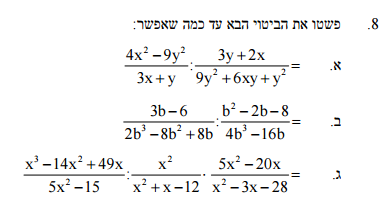 8. פשטו את הביטוי הבא עד כמה שאפשר:
א. (4x² − 9y²)/(3x + y) : (3y + 2x)/(9y² + 6xy + y²) =
ב. (3b − 6)/(2b³ − 8b² + 8b) : (b² − 2b − 8)/(4b³ − 16b) =
ג. (x³ − 14x² + 49x)/(5x² − 15) : x²/(x² + x − 12) · (5x² − 20x)/(x² − 3x − 28) =